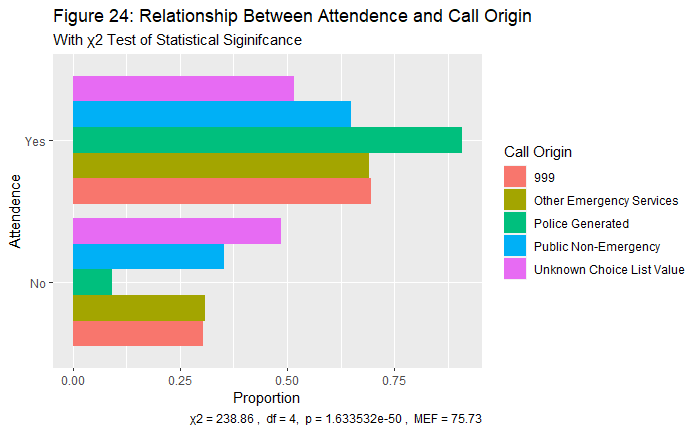 Figure 24: Relationship Between Attendence and Call Origin
With χ2 Test of Statistical Siginifcance
Attendence
Yes
No
0.00 0.25 0.50 0.75
Proportion
Call Origin
999
Other Emergency Services
Police Generated
Public Non-Emergency
Unknown Choice List Value
χ2 = 238.86 , df = 4, p = 1.633532e-50 , MEF = 75.73